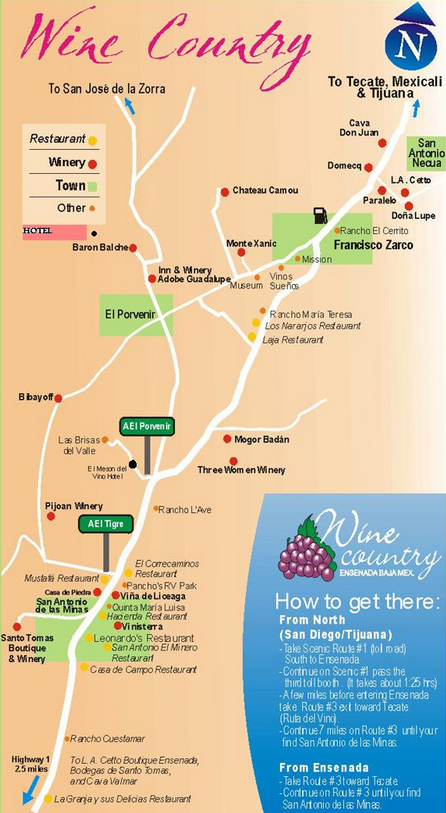 Wine Country
N
To San Josè de la Zorra
To Tecate, Mexicali
& Tijuana
Restaurant
Winery
Town
Other
HOTEL
Cava
Don Juan
San
Antonio
Necua
Domecq
L.A. Cetto
Paralelo
Doña Lupe
Chateau Camou
Rancho El Cerrito
Francisco Zarco
Baron Balche
Monte Xanic
Mission
Inn & Winery
Adobe Guadalupe
Museum
Vinos
Sueños
El Porvenir
Rancho María Teresa
Los Naranjos Restaurant
Laja Restaurant
Bibayoff
AEI Porvenir
Las Brisas
del Valle
Mogor Badán
El Meson del
Vino Hotel
Three Women Winery
Pijoan Winery
Rancho L'Ave
AEI Tigre
El Correcaminos
Restaurant
Mustafá Restaurant
Pancho's RV Park
Casa de Piedra
Viña de Liceaga
San Antonio
de las Minas
Quinta María Luisa
Hacienda Restaurant
Vinisterra
Santo Tomas
Boutique
& Winery
Leonardo's Restaurant
San Antonio El Minero
Restaurant
Casa de Campo Restaurant
Rancho Cuestamar
Highway 1
2.5 miles
To L.A. Cetto Boutique Ensenada,
Bodegas de Santo Tomas,
and Cava Valmar
La Granja y sus Delicias Restaurant
Wine
country
ENSENADA BAJA MEX.
How to get there:
From North
(San Diego/Tijuana)
-Take Scenic Route #1 (toll road)
South to Ensenada
-Continue on Scenic #1 pass the
third toll booth. (It takes about 1.25 hrs)
-A few miles before entering Ensenada
take Route #3 exit toward Tecate
(Ruta del Vino).
-Continue 7 miles on Route #3 until your
find San Antonio de las Minas.
From Ensenada
-Take Route #3 toward Tecate
-Continue on Route #3 until you find
San Antonio de las Minas.